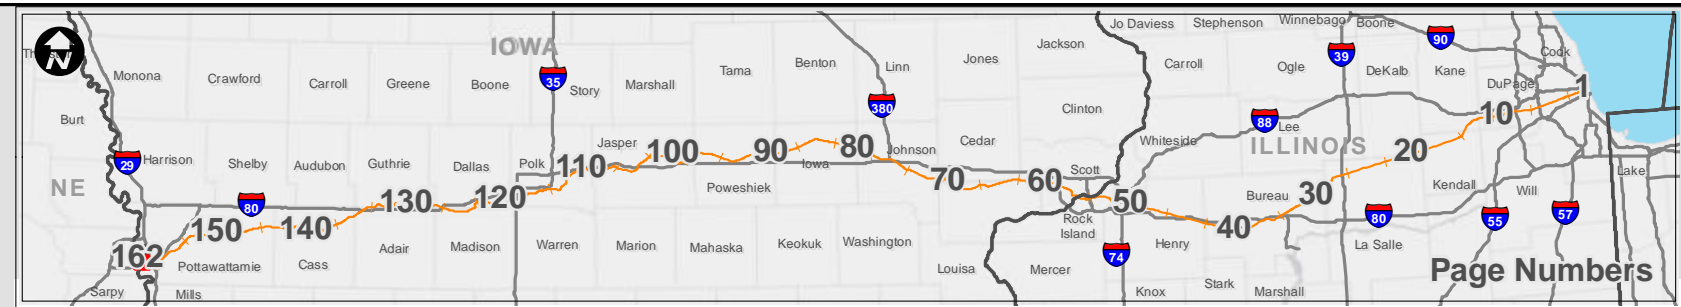 Jo Daviess
Stephenson
Winnebago
Boone
N
IOWA
Jackson
90
39
Cook
Monona
Crawford
Carroll
Greene
Boone
35
Story
Marshall
Tama
Benton
Linn
Jones
Carroll
Ogle
DeKalb
Kane
DuPage
1
Burt
380
Clinton
88
Lee
10
Whiteside
ILLINOIS
20
29
Harrison
Shelby
Audubon
Guthrie
Dallas
Polk
Jasper
110
100
90
80
Iowa
Johnson
Cedar
Scott
Lake
NE
80
130
120
Poweshiek
70
60
50
Bureau
30
Kendall
Will
150
140
Rock
Island
40
80
55
57
162
Pottawattamie
Cass
Adair
Madison
Warren
Marion
Mahaska
Keokuk
Washington
Louisa
Mercer
74
Henry
La Salle
Page Numbers
Sarpy
Mills
Knox
Stark
Marshall